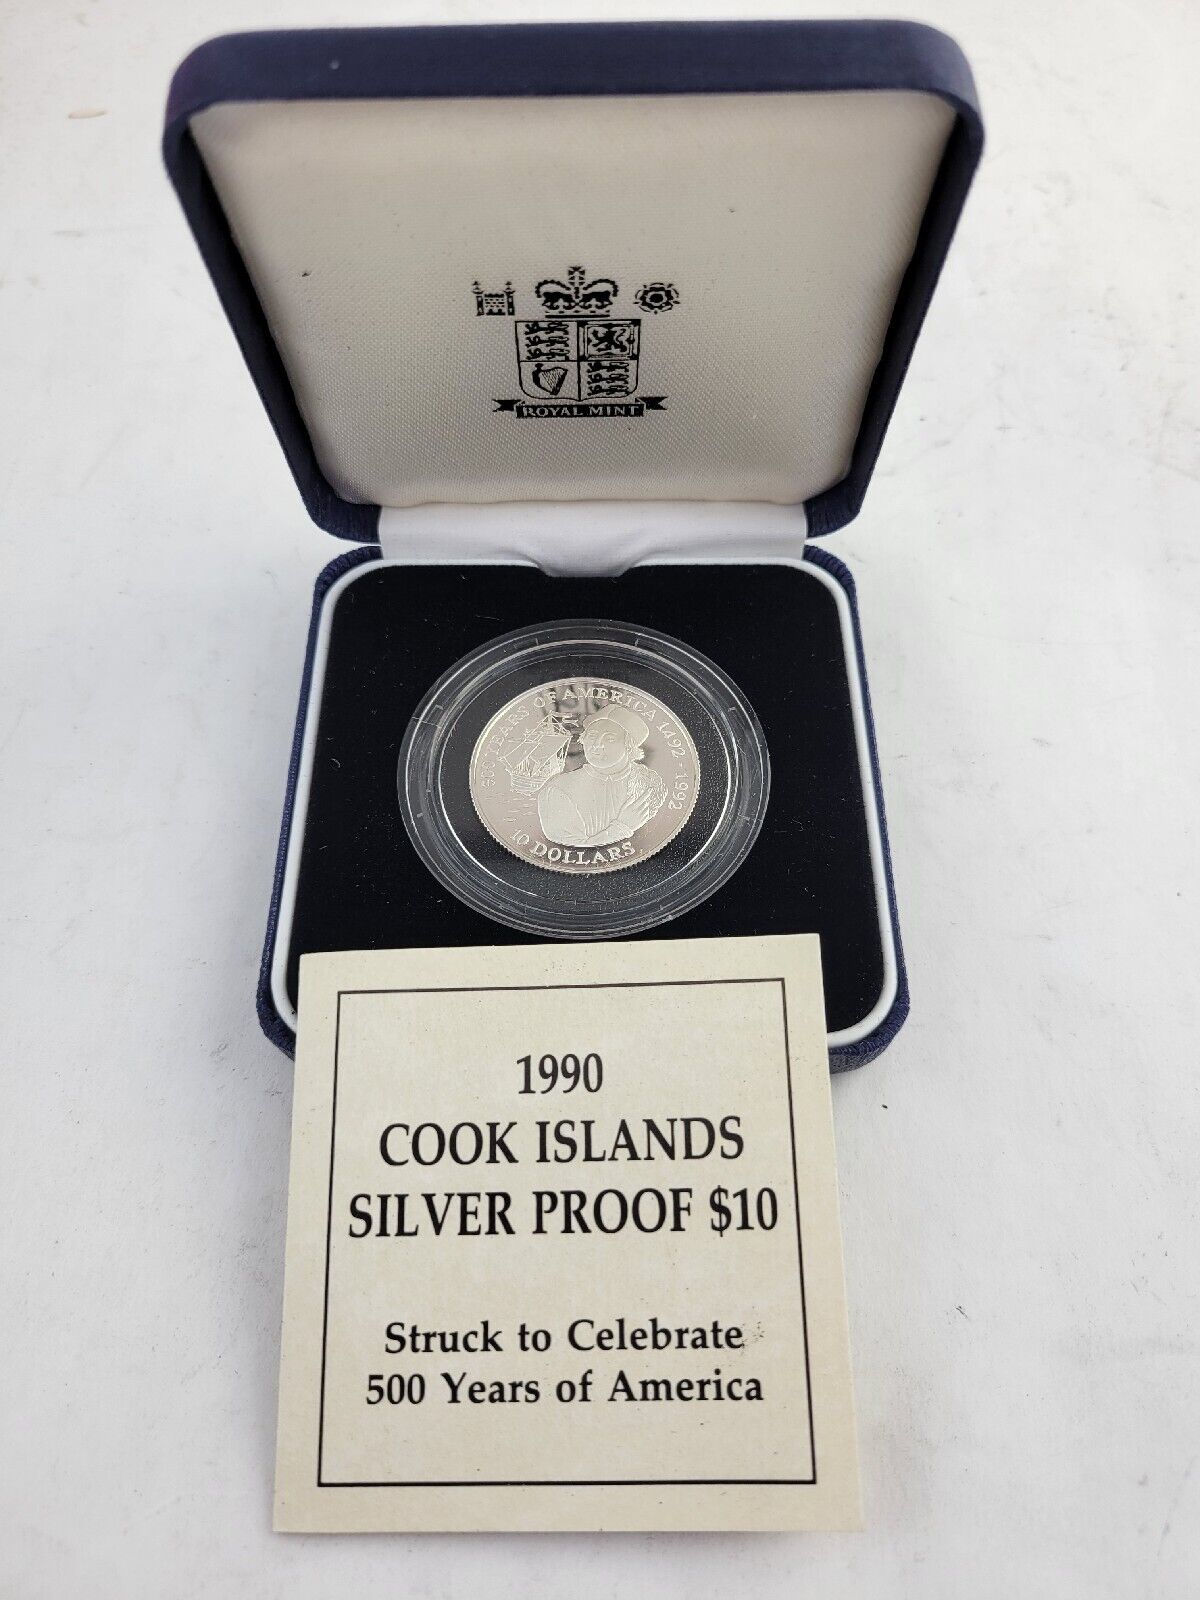 ROYAL MINT
500 YEARS OF AMERICA 1492-1992
10 DOLLARS
1990
COOK ISLANDS
SILVER PROOF $10
Struck to Celebrate
500 Years of America